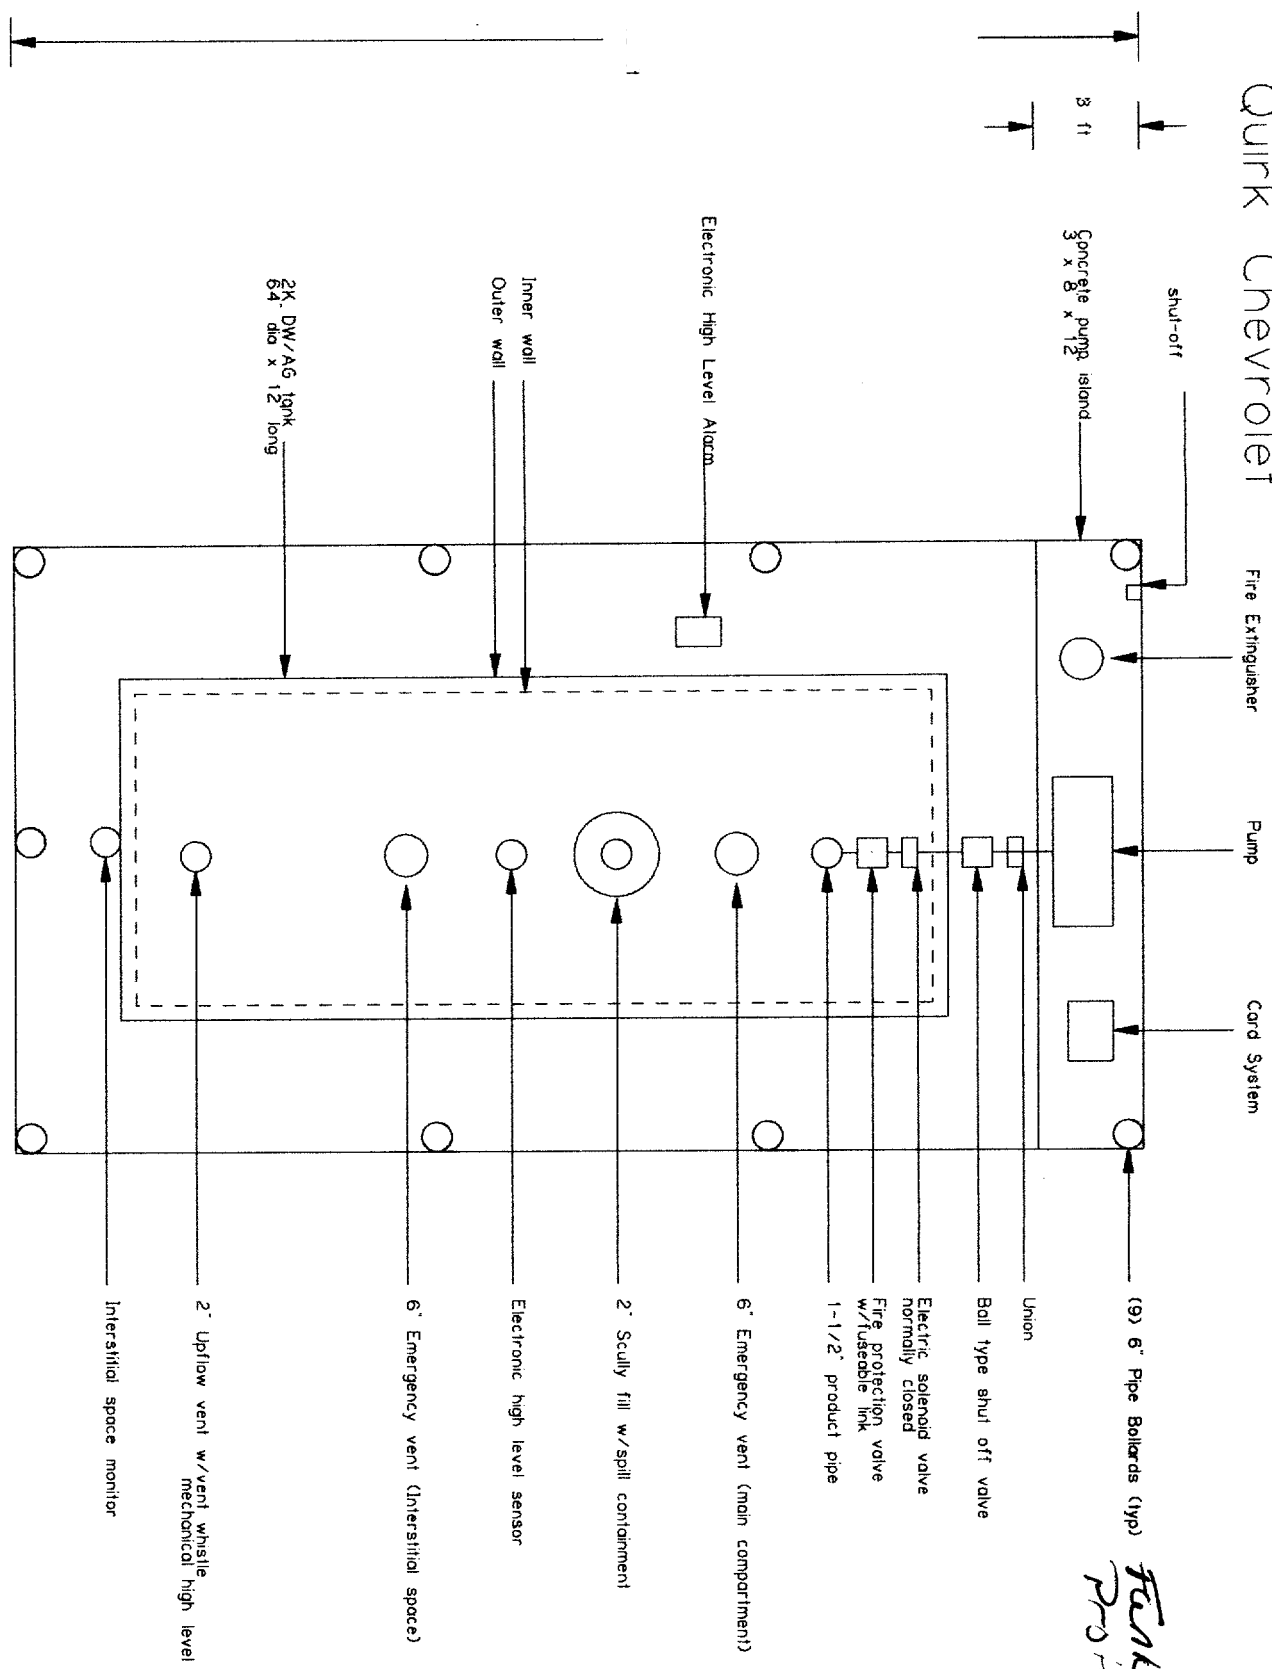 Quirk Chevrolet
3 ft
shut-off
Concrete pump island
3 x 8 x 12"
Electronic High Level Alarm
Inner wall
Outer wall
2K DW/AG tank
64" dia x 12' long
Fire Extinguisher
Pump
Card System
(9) 6" Pipe Bollards (typ)
Union
Ball type shut off valve
Electric solenoid valve
normally closed
Fire protection valve
w/fuseable link
1-1/2" product pipe
6" Emergency vent (main compartment)
2" Scully fill w/spill containment
Electronic high level sensor
6" Emergency vent (Interstitial space)
2" Upflow vent w/vent whistle
mechanical high level
Interstitial space monitor
Tank